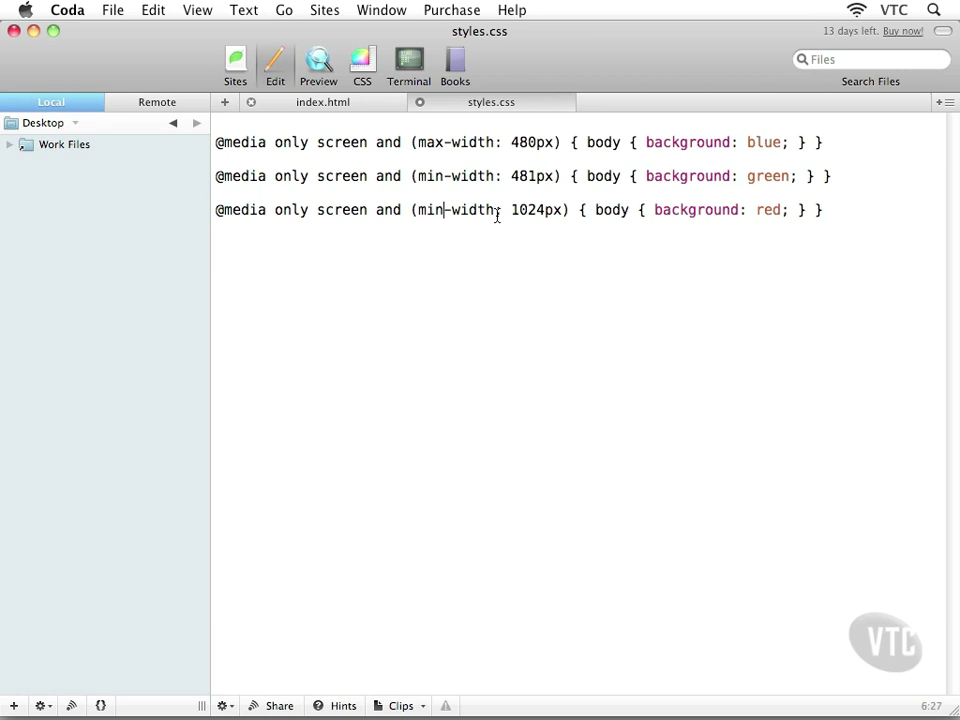 Coda File Edit View Text Go Sites Window Purchase Help VTC
styles.css
13 days left. Buy now!
Sites Edit Preview CSS Terminal Books
Files
Search Files
Local Remote
index.html styles.css
Desktop
Work Files
@media only screen and (max-width: 480px) { body { background: blue; } }
@media only screen and (min-width: 481px) { body { background: green; } }
@media only screen and (min-width: 1024px) { body { background: red; } }
VTC
Share Hints Clips
6:27